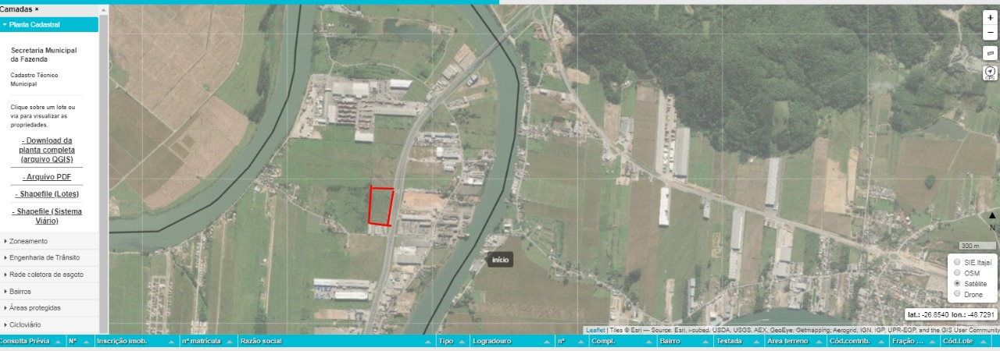 Camadas ×
Planta Cadastral
Secretaria Municipal
da Fazenda
Cadastro Técnico
Municipal
Clique sobre um lote ou
via para visualizar as
propriedades.
- Download da
planta completa
(arquivo QGIS)
- Arquivo PDF
- Shapefile (Lotes)
- Shapefile (Sistema
Viário)
Zoneamento
Engenharia de Trânsito
Rede coletora de esgoto
Bairros
Áreas protegidas
Cicloviário
início
+
−
GPS
N
300 m
SIE.Itajaí
OSM
Satélite
Drone
lat.: -26.8540 lon.: -48.7291
Leaflet | Tiles © Esri — Source: Esri, i-cubed, USDA, USGS, AEX, GeoEye, Getmapping, Aerogrid, IGN, IGP, UPR-EGP, and the GIS User Community
Consulta Prévia Nº Inscrição imob. nº matrícula Razão social Tipo Logradouro nº Compl. Bairro Testada Área terreno Cód.contrib. Fração ... Cód.Lote